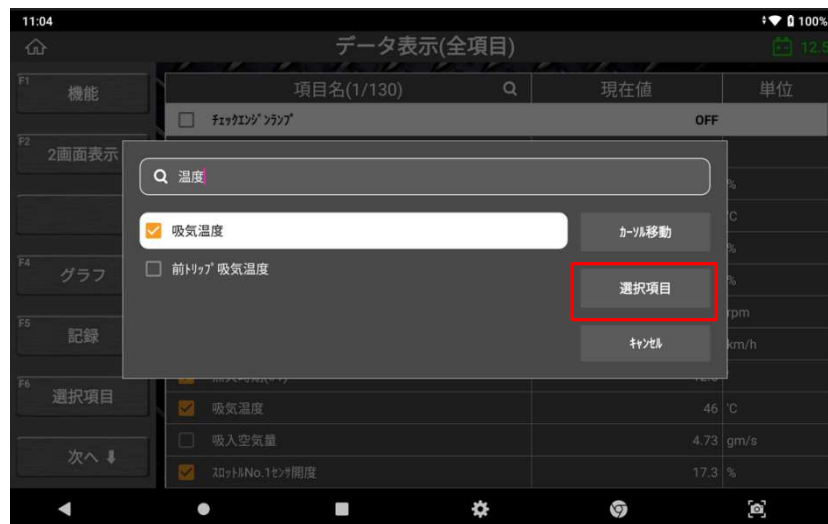 11:04
100%
データ表示(全項目)
12.5
F1
機能
項目名(1/130)
現在値
単位
ﾁｪｯｸｴﾝｼﾞﾝﾗﾝﾌﾟ
OFF
F2
2画面表示
温度
%
吸気温度
ｶｰｿﾙ移動
℃
%
F4
グラフ
前ﾄﾘｯﾌﾟ吸気温度
選択項目
%
rpm
F5
記録
ｷｬﾝｾﾙ
km/h
F6
選択項目
吸気温度
46
℃
吸入空気量
4.73
gm/s
次へ⬇
ｽﾛｯﾄﾙNo.1ｾﾝｻ開度
17.3
%